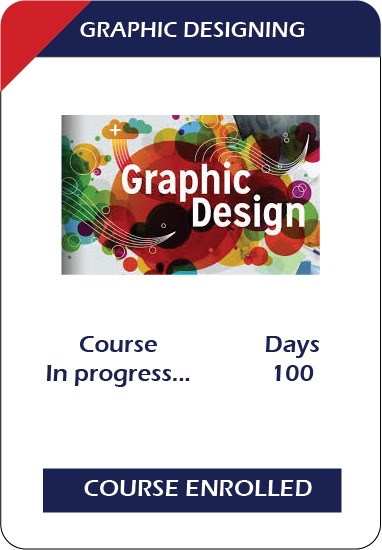 GRAPHIC DESIGNING
Graphic
Design
Course
In progress...
Days
100
COURSE ENROLLED